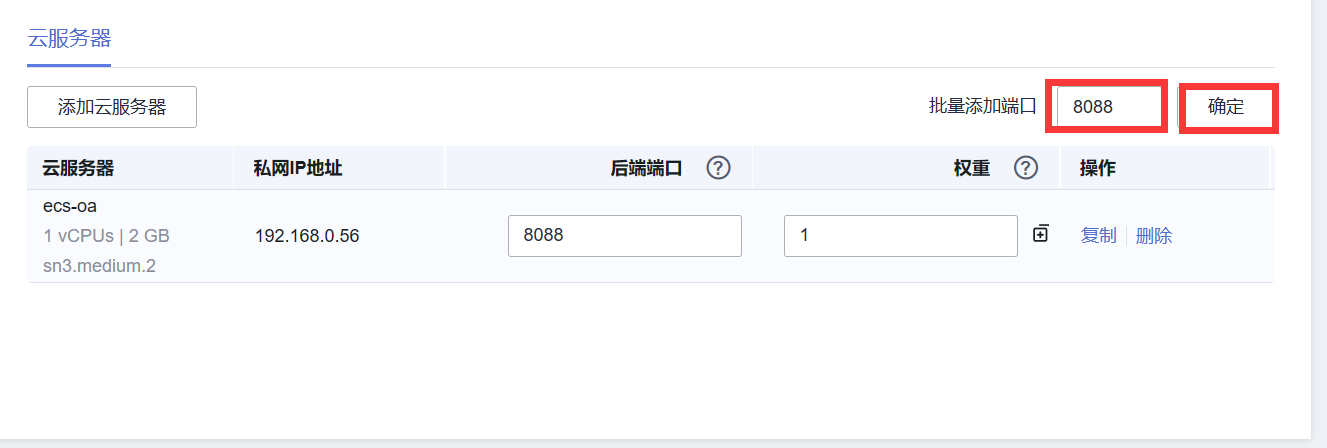 云服务器
添加云服务器 批量添加端口 8088 确定
云服务器 私网IP地址 后端端口 ? 权重 ? 操作
ecs-oa
1 vCPUs | 2 GB 192.168.0.56 8088 1 复制 删除
sn3.medium.2